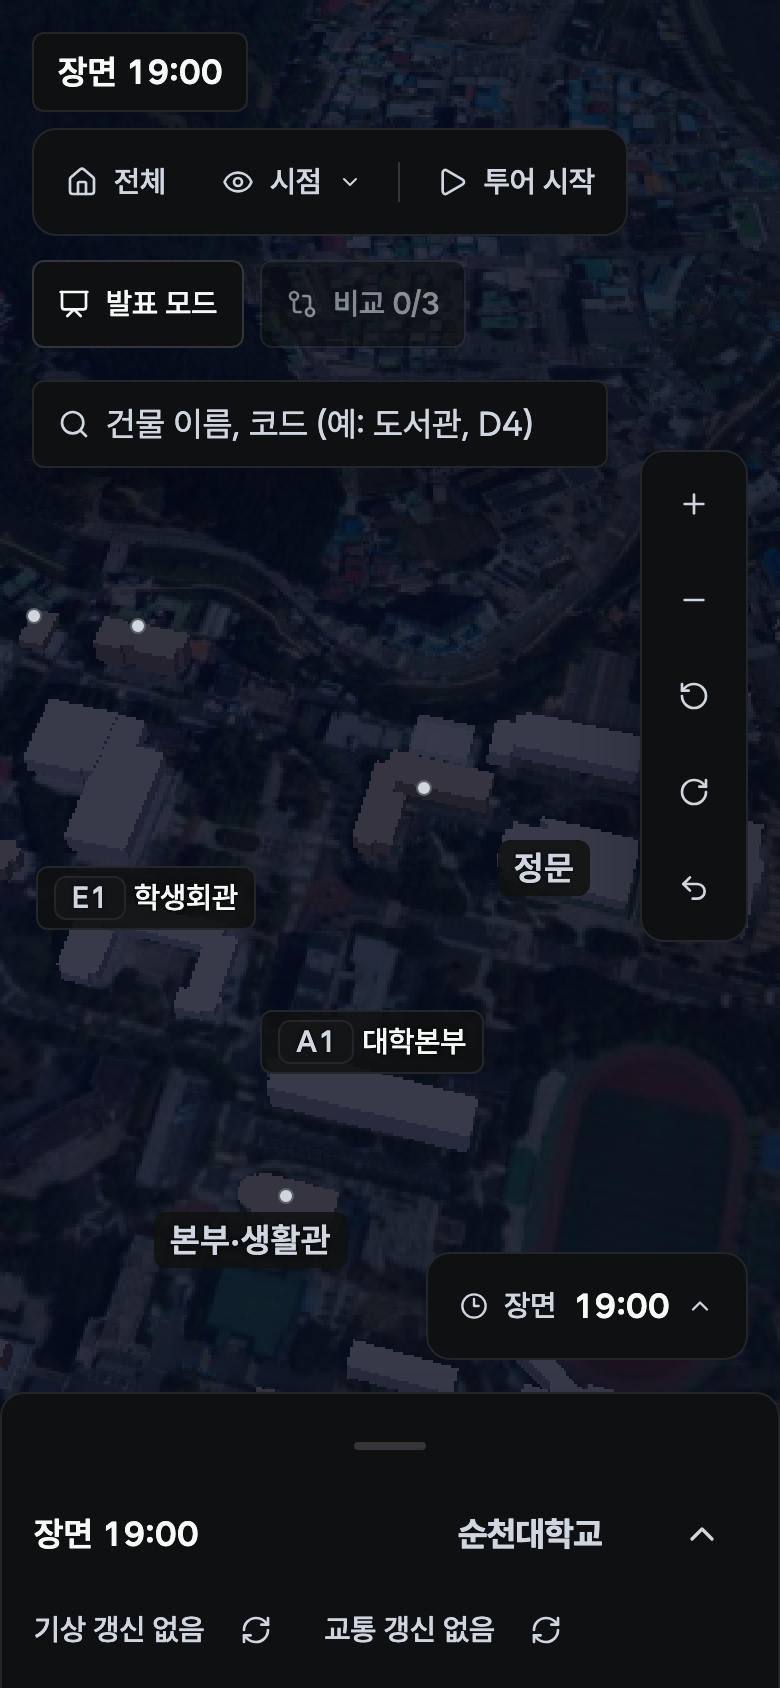 장면 19:00
전체 시점 투어 시작
발표 모드 비교 0/3
건물 이름, 코드 (예: 도서관, D4)
정문
E1 학생회관
A1 대학본부
본부·생활관
장면 19:00
장면 19:00 순천대학교
기상 갱신 없음 교통 갱신 없음